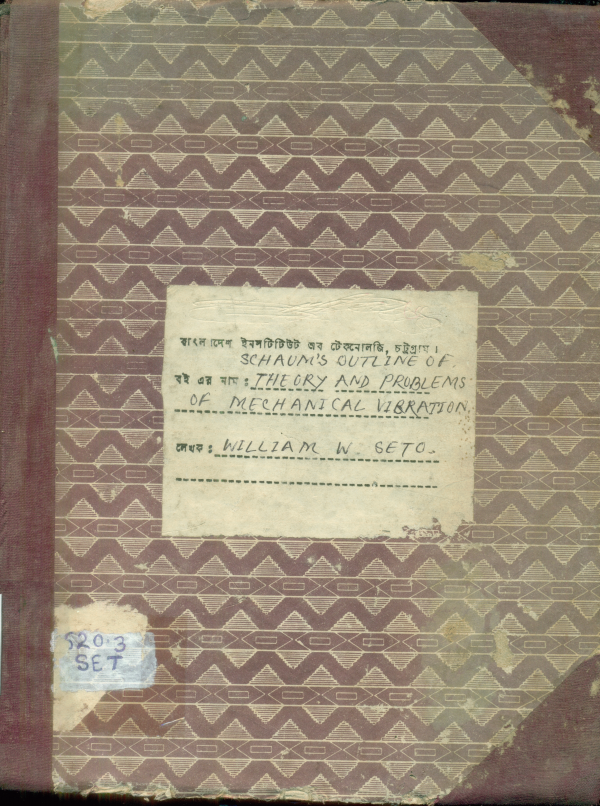 বাংলাদেশ ইনসটিটিউট অব টেকনোলজি, চট্টগ্রাম।
SCHAUM'S OUTLINE OF
বই এর নাম : THEORY AND PROBLEMS
OF MECHANICAL VIBRATION
লেখক : WILLIAM W. SETO.
620.3
SET